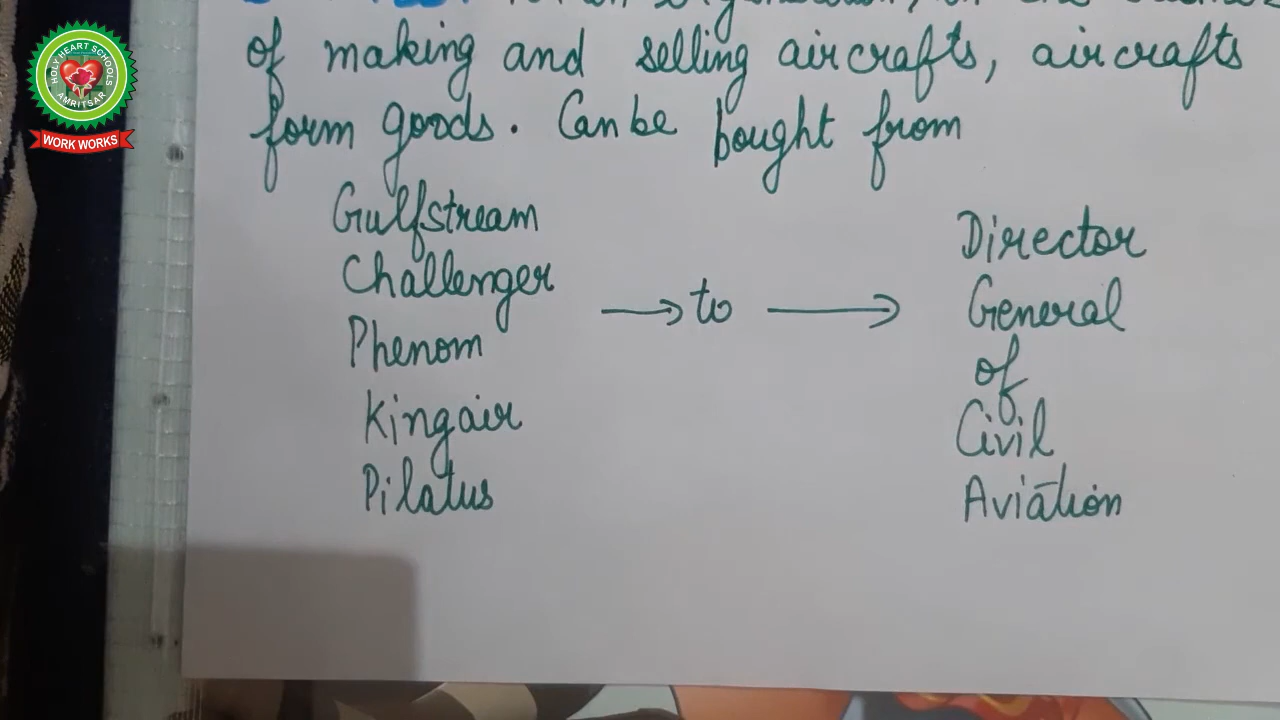 of making and selling aircrafts, aircrafts
form goods. Can be bought from
Gulfstream
Challenger
Phenom
Kingair
Pilatus
→ to →
Director
General
of
Civil
Aviation
HOLY HEART SCHOOLS
AMRITSAR
WORK WORKS